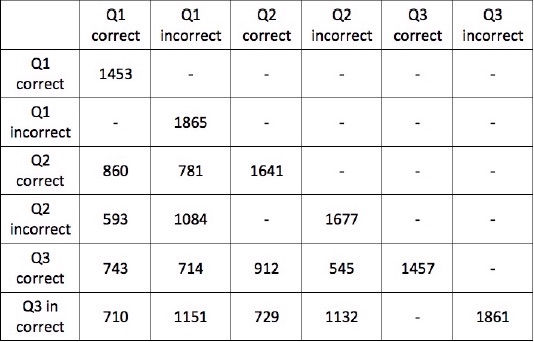 Q1 correct Q1 incorrect Q2 correct Q2 incorrect Q3 correct Q3 incorrect
Q1 correct 1453 - - - - -
Q1 incorrect - 1865 - - - -
Q2 correct 860 781 1641 - - -
Q2 incorrect 593 1084 - 1677 - -
Q3 correct 743 714 912 545 1457 -
Q3 in correct 710 1151 729 1132 - 1861